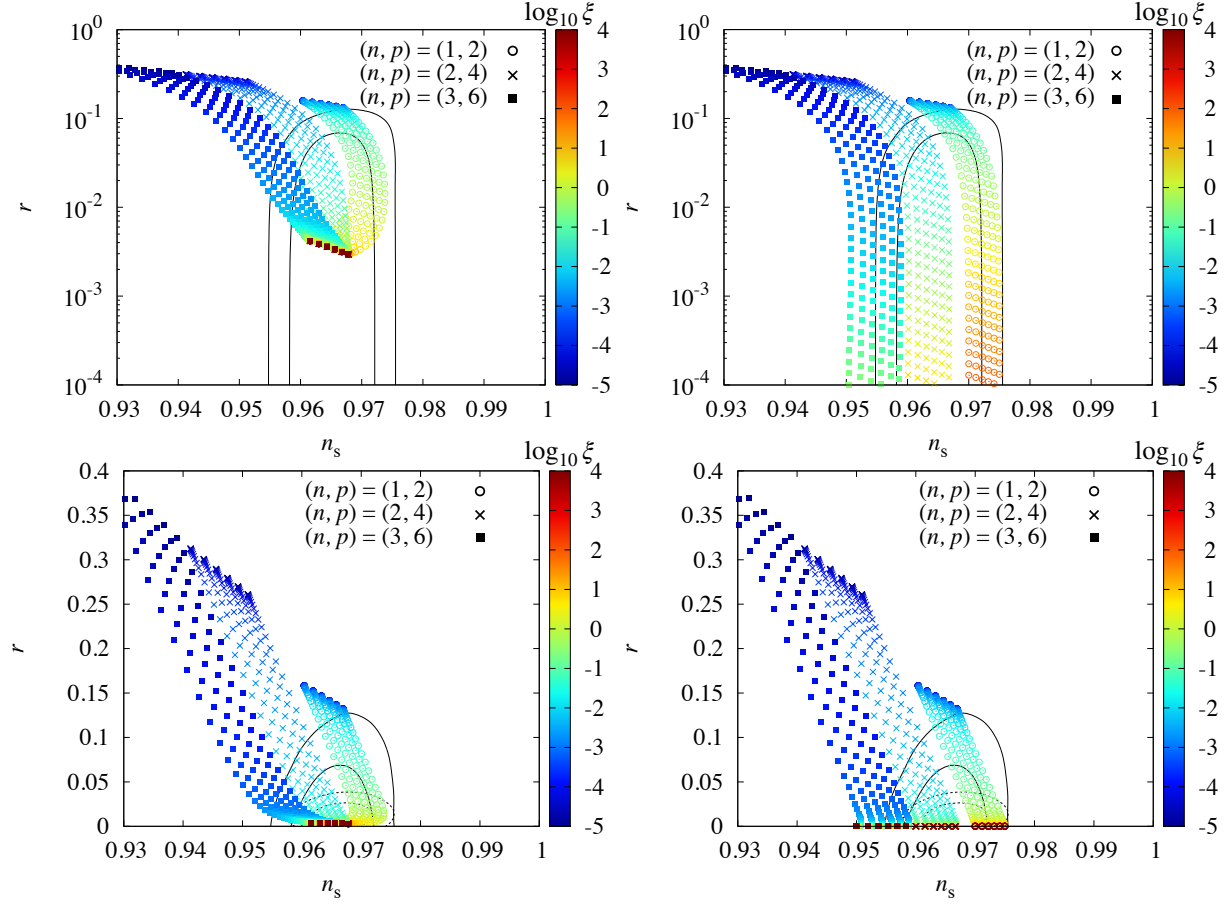 log₁₀ ξ
(n, p) = (1, 2)
(n, p) = (2, 4)
(n, p) = (3, 6)
10⁰
10⁻¹
10⁻²
10⁻³
10⁻⁴
r
0.93 0.94 0.95 0.96 0.97 0.98 0.99 1
nₛ
4
3
2
1
0
-1
-2
-3
-4
-5
log₁₀ ξ
(n, p) = (1, 2)
(n, p) = (2, 4)
(n, p) = (3, 6)
10⁰
10⁻¹
10⁻²
10⁻³
10⁻⁴
r
0.93 0.94 0.95 0.96 0.97 0.98 0.99 1
nₛ
4
3
2
1
0
-1
-2
-3
-4
-5
log₁₀ ξ
(n, p) = (1, 2)
(n, p) = (2, 4)
(n, p) = (3, 6)
0.4
0.35
0.3
0.25
0.2
0.15
0.1
0.05
0
r
0.93 0.94 0.95 0.96 0.97 0.98 0.99 1
nₛ
4
3
2
1
0
-1
-2
-3
-4
-5
log₁₀ ξ
(n, p) = (1, 2)
(n, p) = (2, 4)
(n, p) = (3, 6)
0.4
0.35
0.3
0.25
0.2
0.15
0.1
0.05
0
r
0.93 0.94 0.95 0.96 0.97 0.98 0.99 1
nₛ
4
3
2
1
0
-1
-2
-3
-4
-5